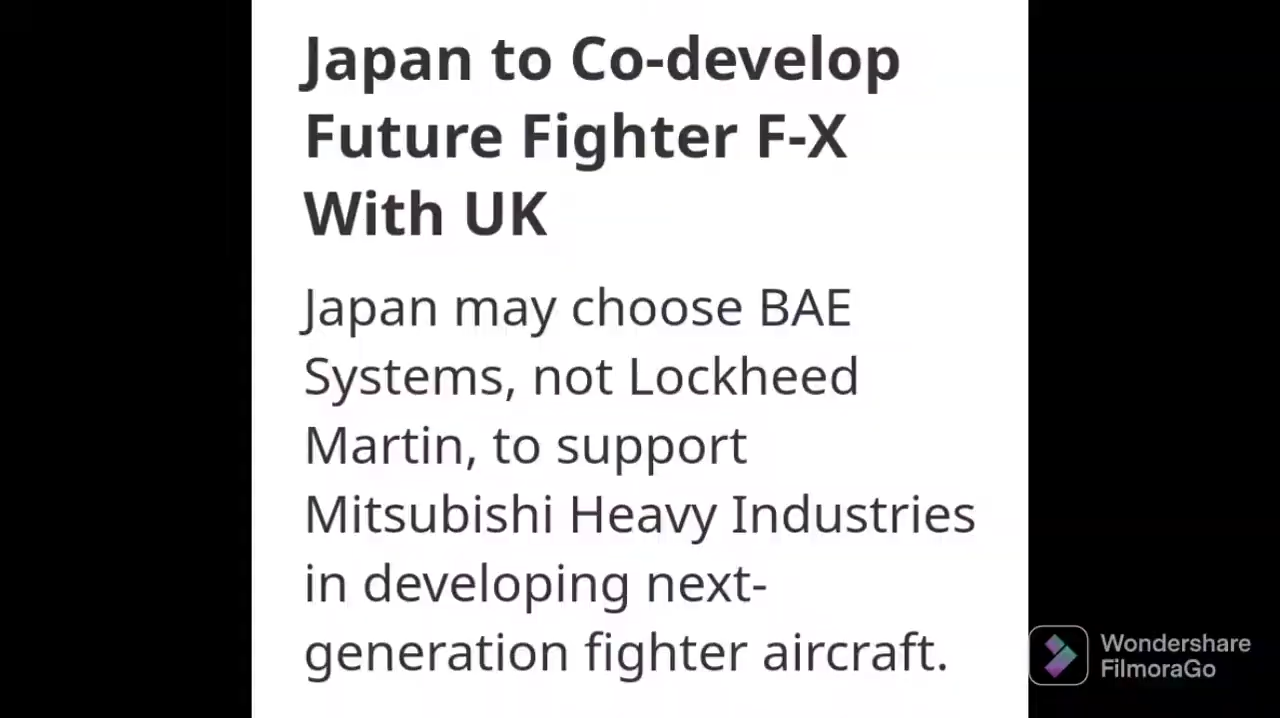 Japan to Co-develop
Future Fighter F-X
With UK
Japan may choose BAE
Systems, not Lockheed
Martin, to support
Mitsubishi Heavy Industries
in developing next-
generation fighter aircraft.
Wondershare
FilmoraGo